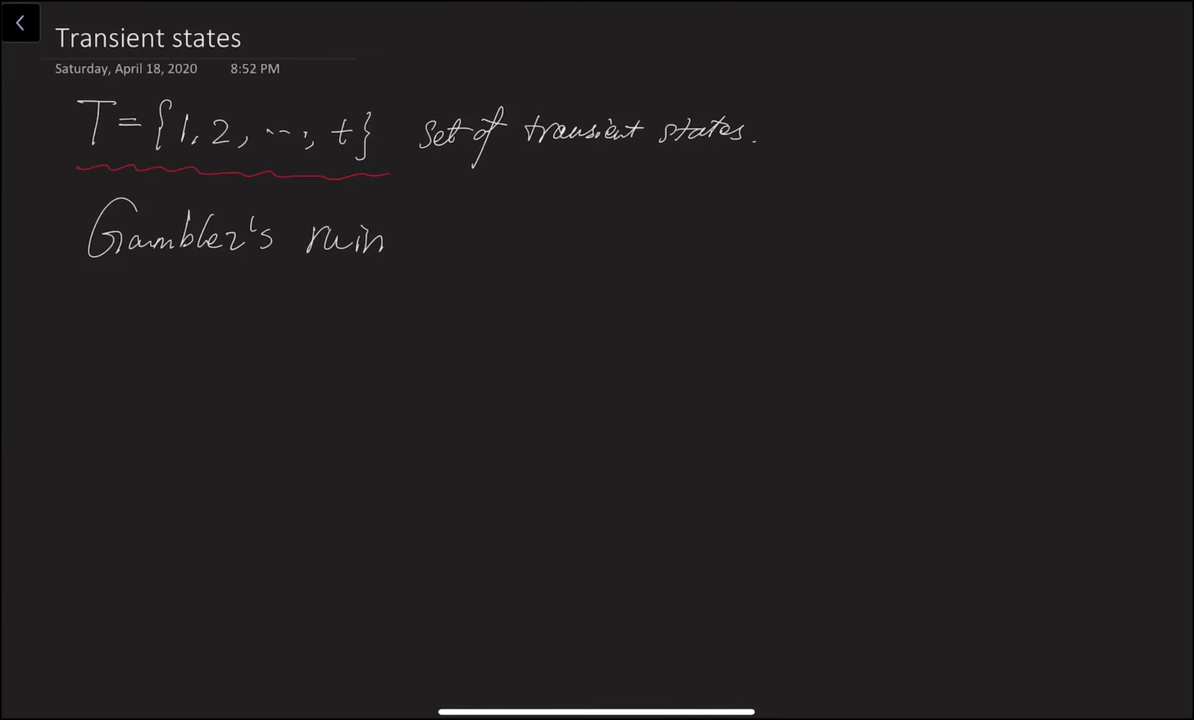 Transient states
Saturday, April 18, 2020 8:52 PM
T = {1, 2, ..., t} set of transient states.
Gambler's ruin